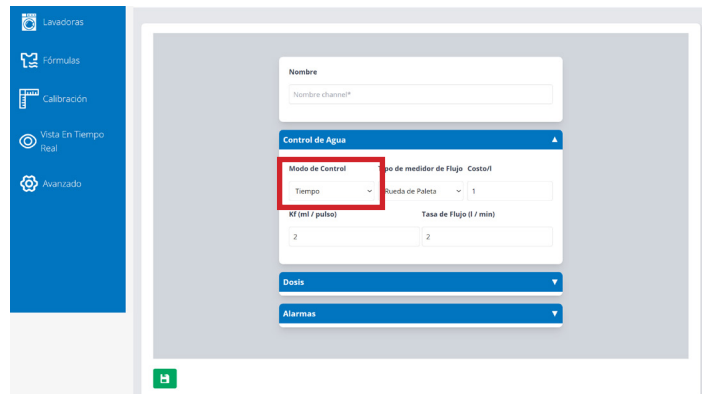 Lavadoras
Fórmulas
Calibración
Vista En Tiempo
Real
Avanzado
Nombre
Nombre channel*
Control de Agua
Modo de Control
po de medidor de Flujo
Costo/l
Tiempo
Rueda de Paleta
1
Kf (ml / pulso)
Tasa de Flujo (l / min)
2
2
Dosis
Alarmas